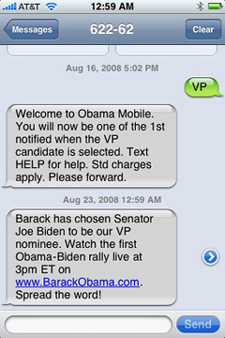 AT&T 12:59 AM
Messages 622-62 Clear
Aug 16, 2008 5:02 PM
VP
Welcome to Obama Mobile.
You will now be one of the 1st
notified when the VP
candidate is selected. Text
HELP for help. Std charges
apply. Please forward.
Aug 23, 2008 12:59 AM
Barack has chosen Senator
Joe Biden to be our VP
nominee. Watch the first
Obama-Biden rally live at
3pm ET on
www.BarackObama.com.
Spread the word!
Send